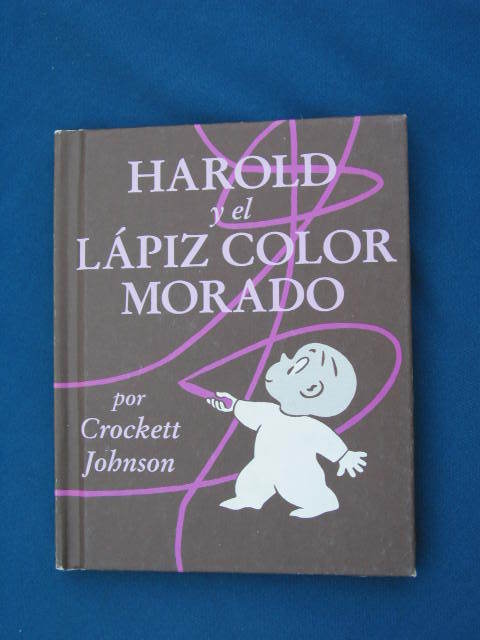 HAROLD
y el
LÁPIZ COLOR
MORADO
por
Crockett
Johnson